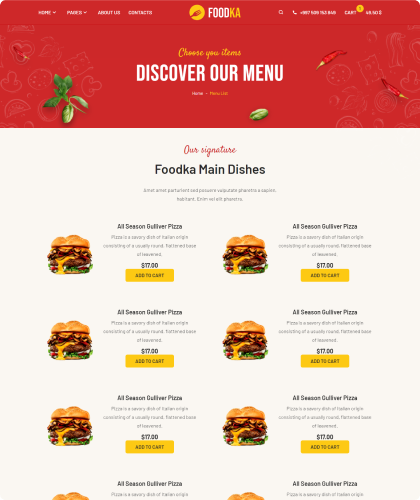 HOME PAGES ABOUT US CONTACTS FOODKA CART
Choose you items
DISCOVER OUR MENU
Home - Menu List
Our signature
Foodka Main Dishes
Amet amet parturient sed posuere vulputate pharetra a sapien,
habitant. Enim vel elit pharetra.
All Season Gulliver Pizza
Pizza is a savory dish of Italian origin
consisting of a usually round, flattened base
of leavened.
$17.00
ADD TO CART
All Season Gulliver Pizza
Pizza is a savory dish of Italian origin
consisting of a usually round, flattened base
of leavened.
$17.00
ADD TO CART
All Season Gulliver Pizza
Pizza is a savory dish of Italian origin
consisting of a usually round, flattened base
of leavened.
$17.00
ADD TO CART
All Season Gulliver Pizza
Pizza is a savory dish of Italian origin
consisting of a usually round, flattened base
of leavened.
$17.00
ADD TO CART
All Season Gulliver Pizza
Pizza is a savory dish of Italian origin
consisting of a usually round, flattened base
of leavened.
$17.00
ADD TO CART
All Season Gulliver Pizza
Pizza is a savory dish of Italian origin
consisting of a usually round, flattened base
of leavened.
$17.00
ADD TO CART
All Season Gulliver Pizza
Pizza is a savory dish of Italian origin
All Season Gulliver Pizza
Pizza is a savory dish of Italian origin